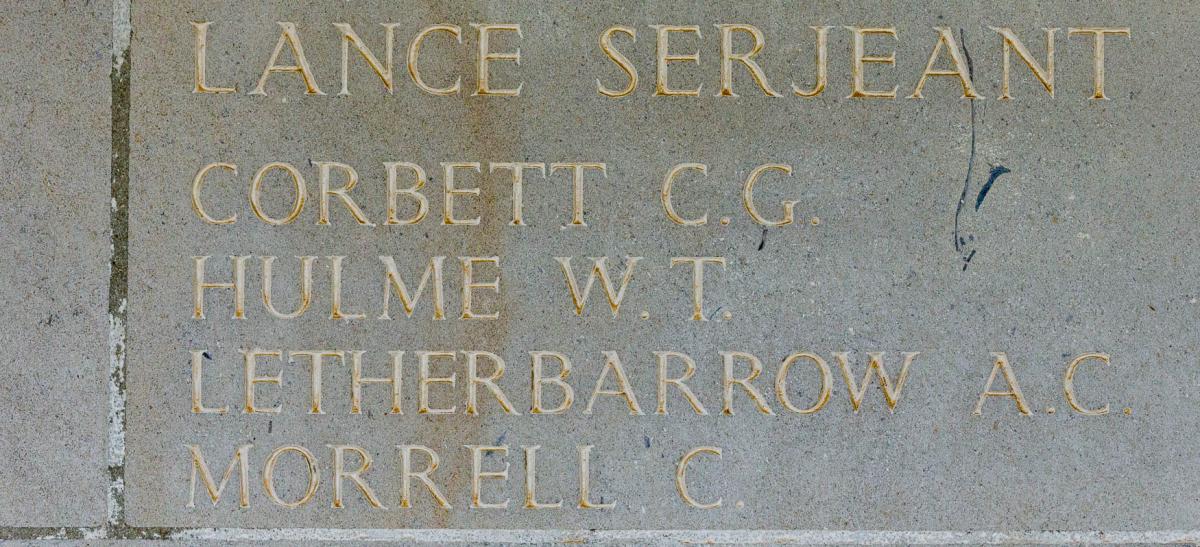 LANCE SERJEANT
CORBETT C.G.
HULME W.T.
LETHERBARROW A.C.
MORRELL C.